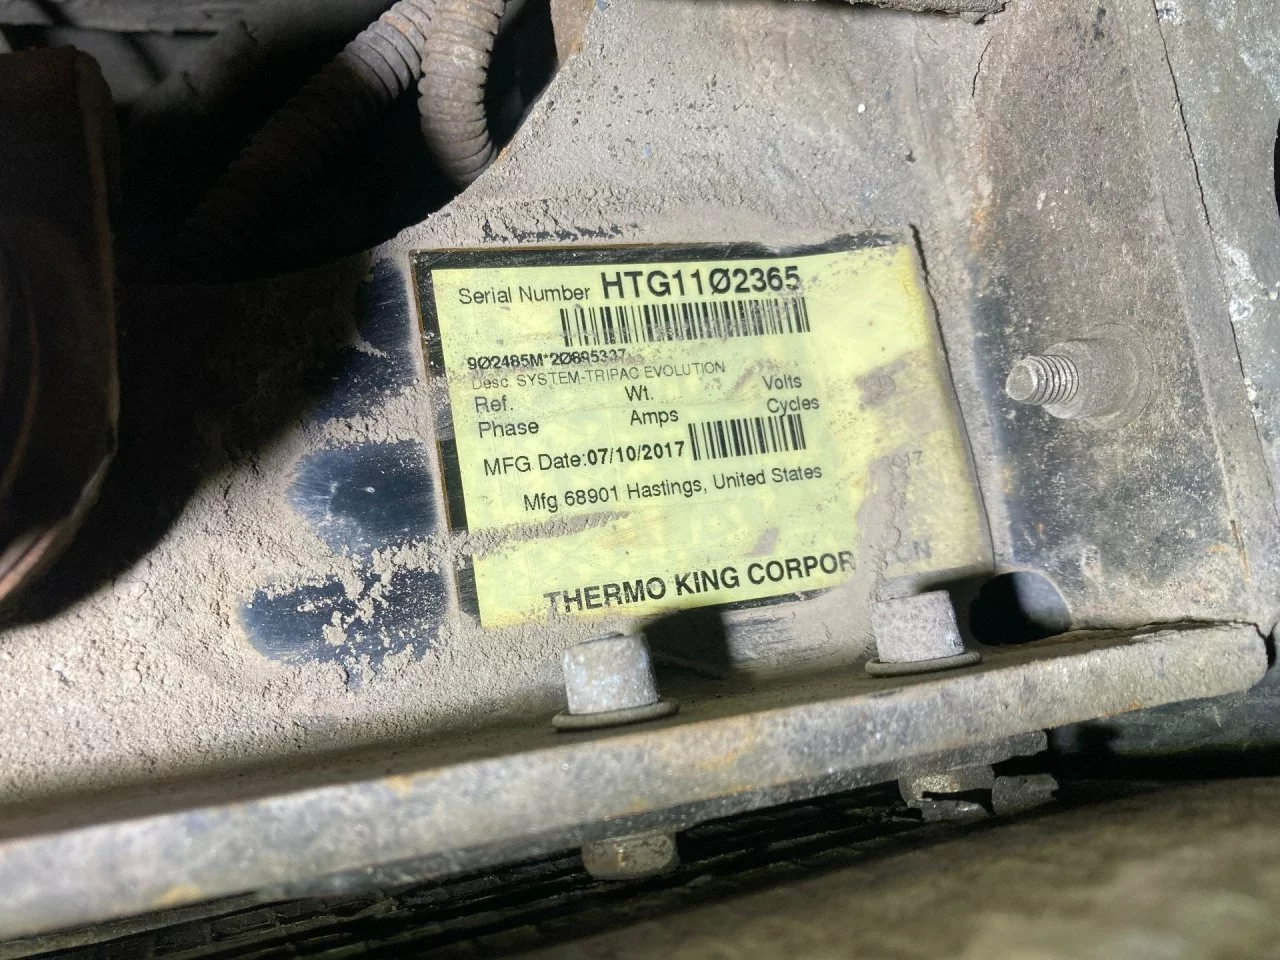 Serial Number HTG11Ø2365
9Ø2485M*2Ø695337
Desc SYSTEM-TRIPAC EVOLUTION
Ref. Wt. Volts
Phase Amps Cycles
MFG Date:07/10/2017
Mfg 68901 Hastings, United States
THERMO KING